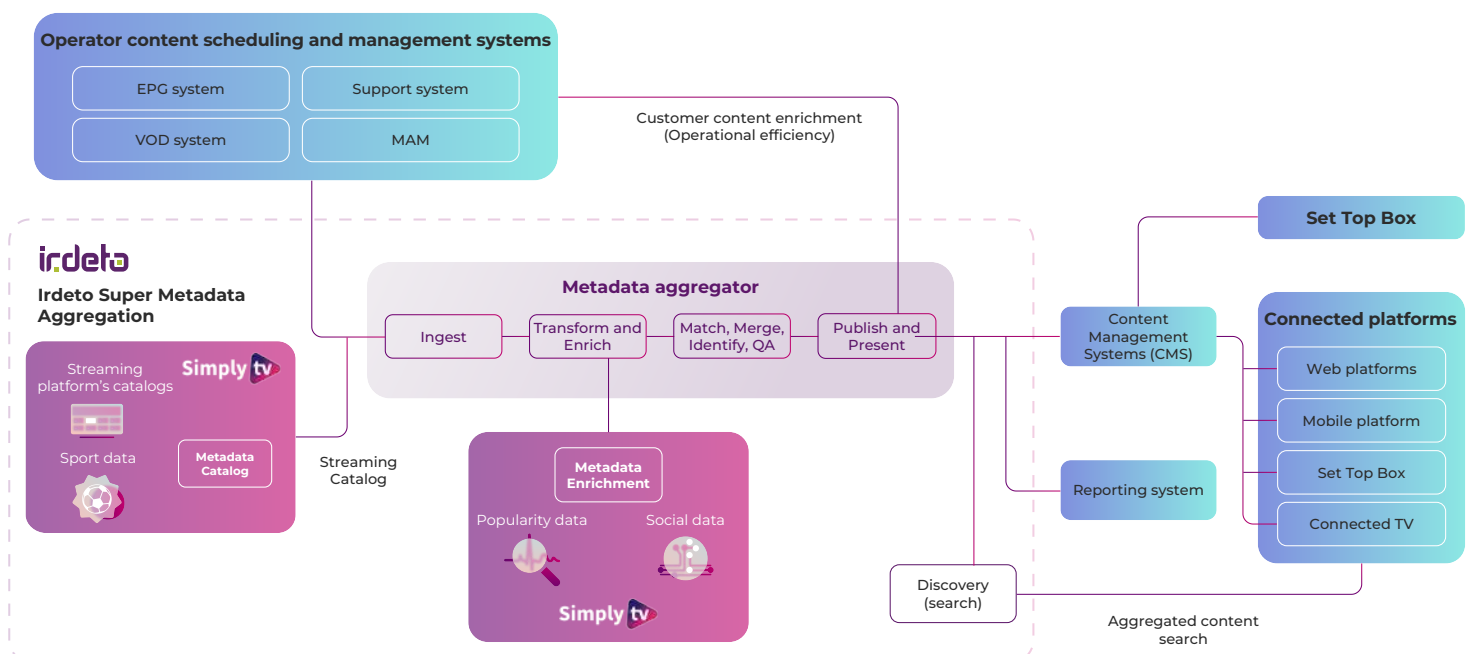 Operator content scheduling and management systems
EPG system
Support system
VOD system
MAM
Customer content enrichment
(Operational efficiency)
irdeto
Irdeto Super Metadata
Aggregation
Streaming
platform's catalogs
Simply tv
Sport data
Metadata
Catalog
Streaming
Catalog
Metadata aggregator
Ingest
Transform and
Enrich
Match, Merge,
Identify, QA
Publish and
Present
Metadata
Enrichment
Popularity data
Social data
Simply tv
Discovery
(search)
Aggregated content
search
Content
Management
Systems (CMS)
Reporting system
Set Top Box
Connected platforms
Web platforms
Mobile platform
Set Top Box
Connected TV